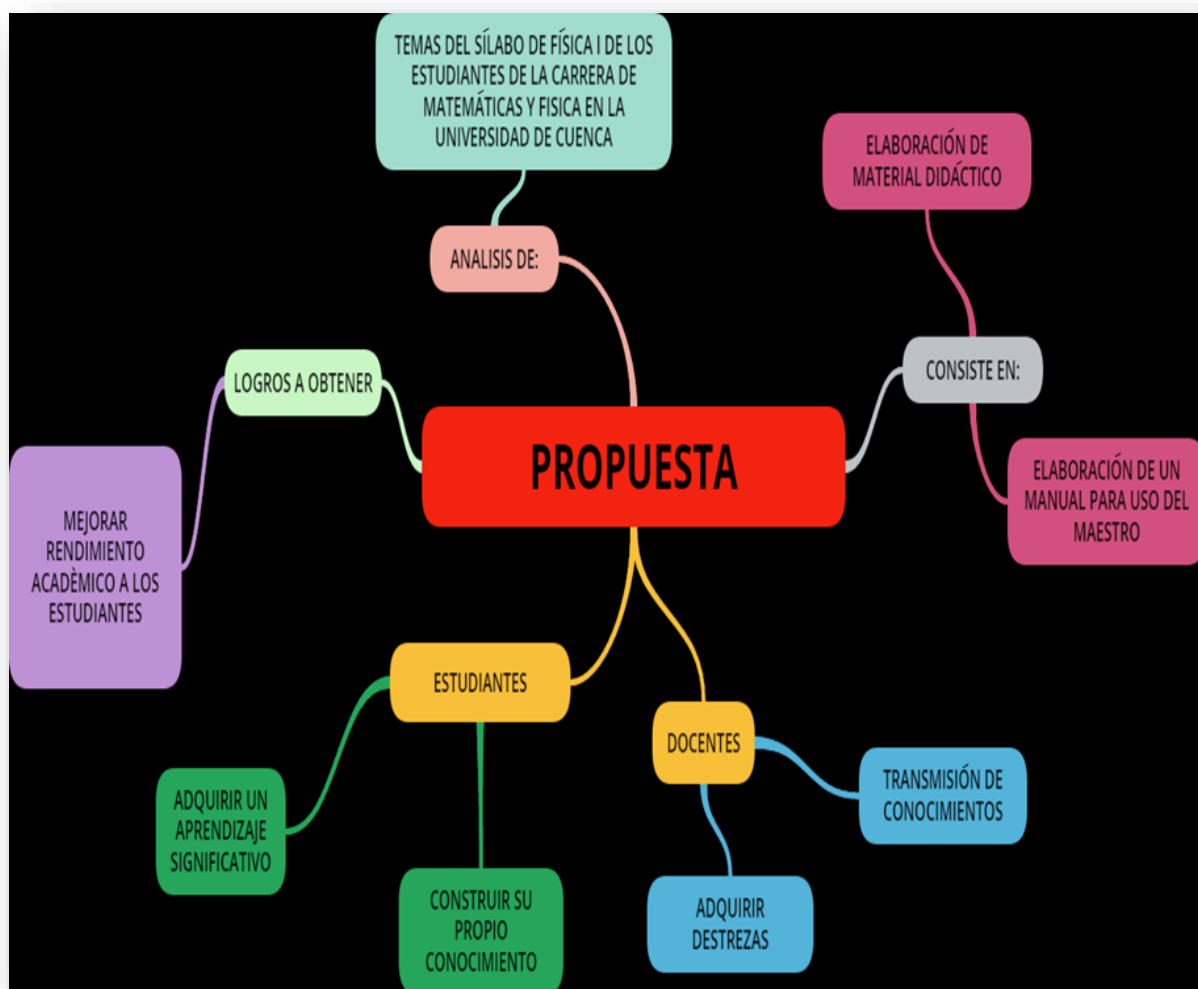 TEMAS DEL SÍLABO DE FÍSICA I DE LOS
ESTUDIANTES DE LA CARRERA DE
MATEMÁTICAS Y FISICA EN LA
UNIVERSIDAD DE CUENCA
ELABORACIÓN DE
MATERIAL DIDÁCTICO
ANALISIS DE:
LOGROS A OBTENER
CONSISTE EN:
PROPUESTA
ELABORACIÓN DE UN
MANUAL PARA USO DEL
MAESTRO
MEJORAR
RENDIMIENTO
ACADÈMICO A LOS
ESTUDIANTES
ESTUDIANTES
DOCENTES
TRANSMISIÓN DE
CONOCIMIENTOS
ADQUIRIR UN
APRENDIZAJE
SIGNIFICATIVO
CONSTRUIR SU
PROPIO
CONOCIMIENTO
ADQUIRIR
DESTREZAS